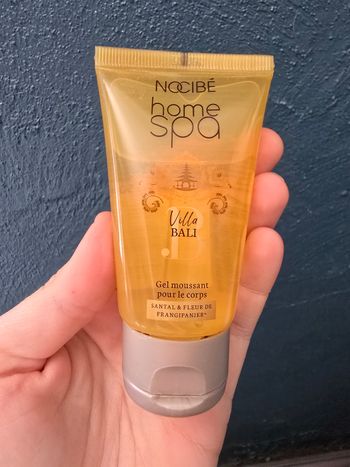 NOCIBÉ
home
spa
Villa
BALI
Gel moussant
pour le corps
SANTAL & FLEUR DE
FRANGIPANIER*